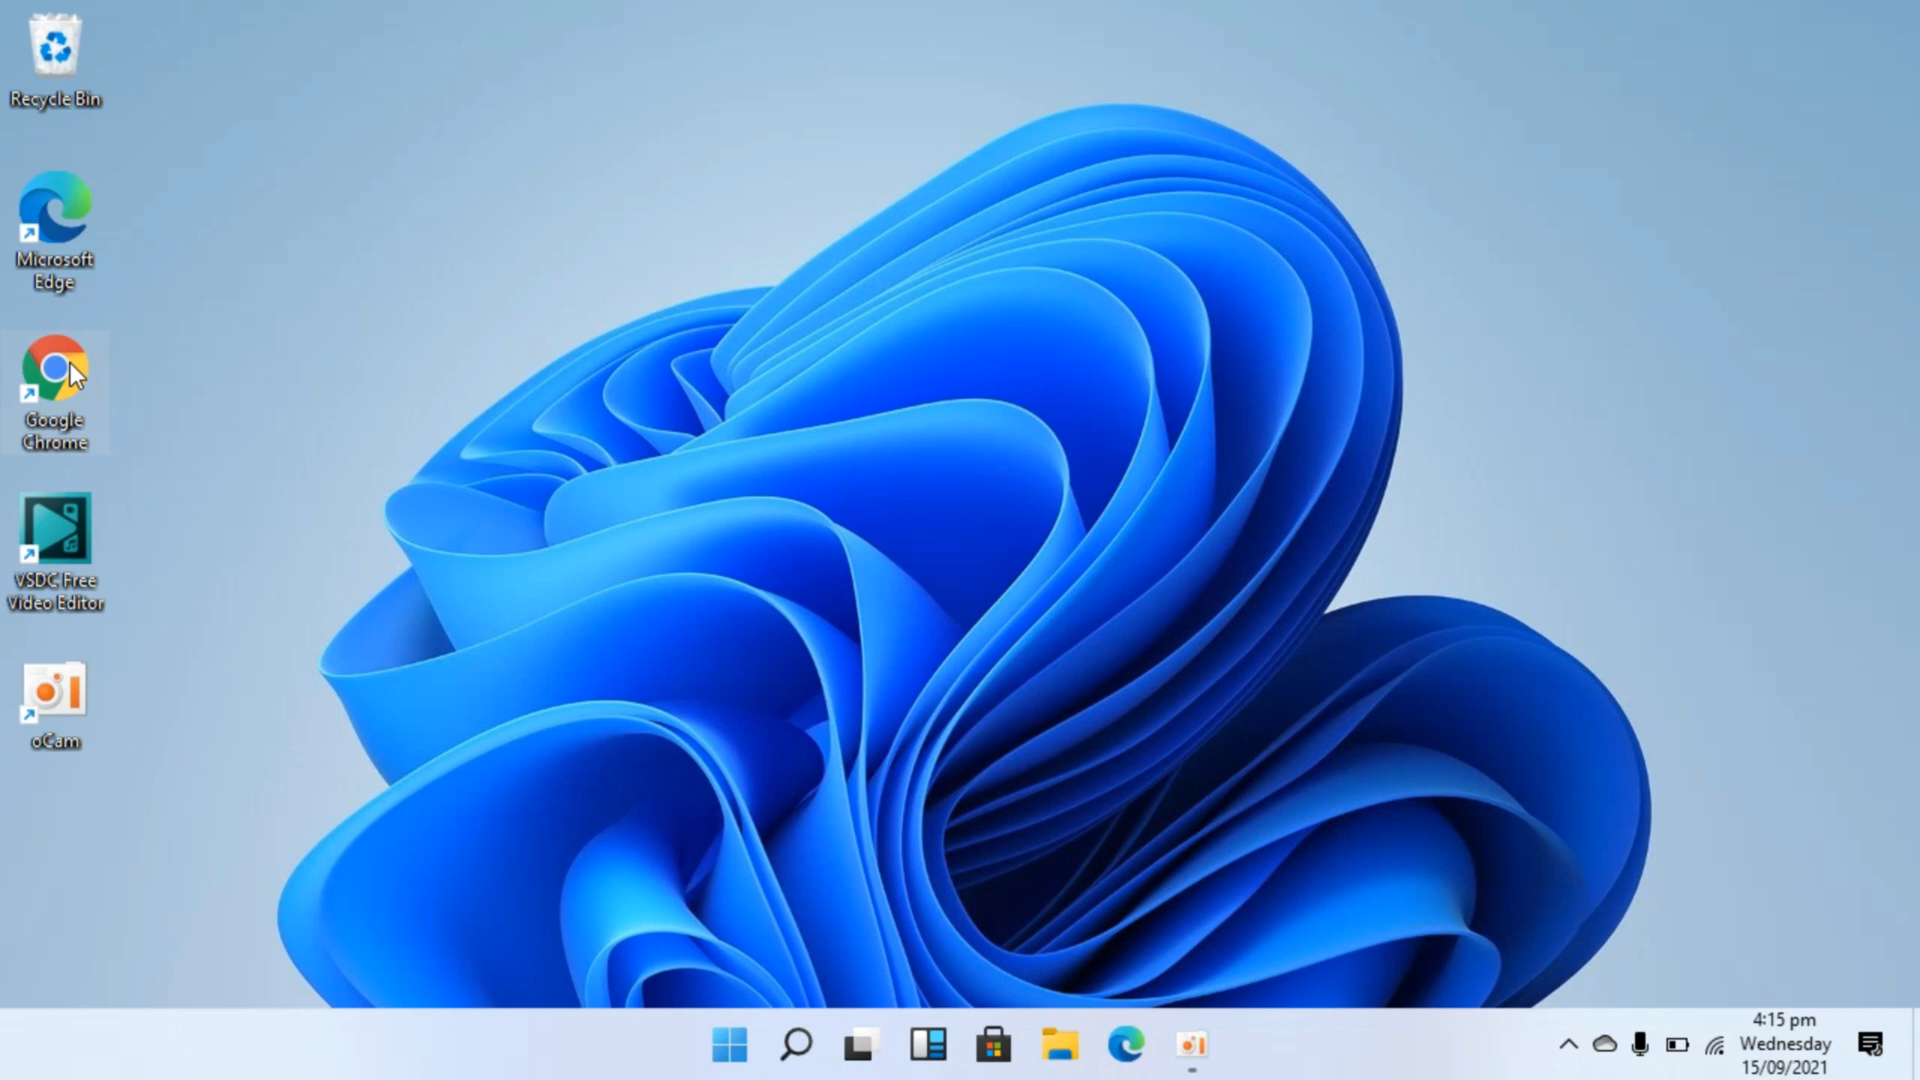 Recycle Bin
Microsoft
Edge
Google
Chrome
VSDC Free
Video Editor
oCam
4:15 pm
Wednesday
15/09/2021